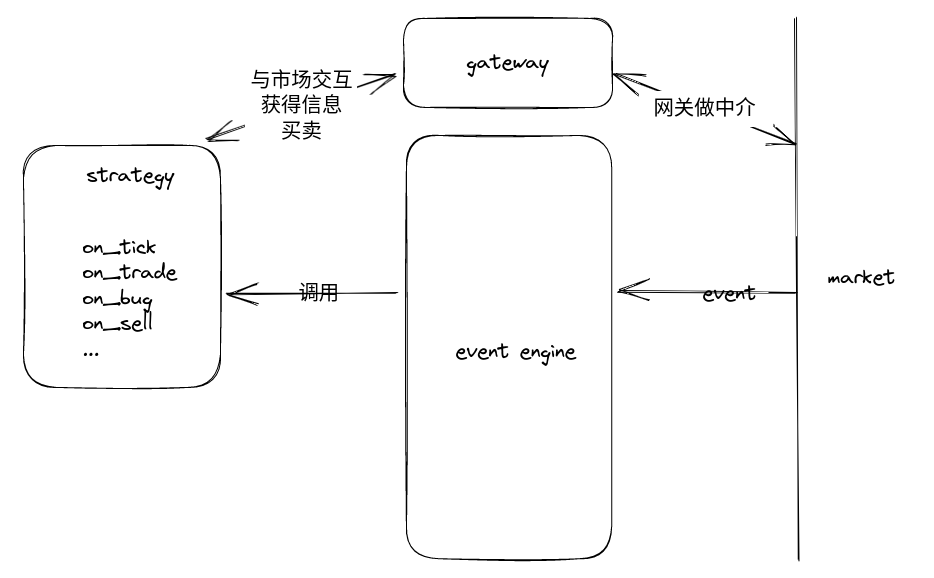 gateway
与市场交互
获得信息
买卖
网关做中介
strategy
on_tick
on_trade
on_bug
on_sell
...
调用
event
market
event engine